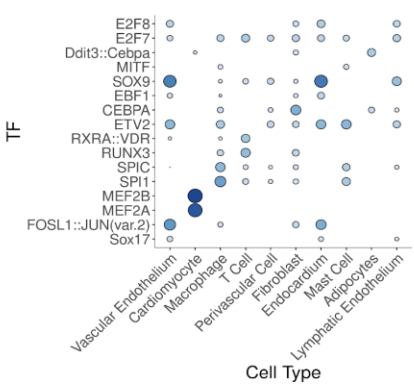 E2F8
E2F7
Ddit3::Cebpa
MITF
SOX9
EBF1
CEBPA
ETV2
RXRA::VDR
RUNX3
SPIC
SPI1
MEF2B
MEF2A
FOSL1::JUN(var.2)
Sox17
TF
Vascular Endothelium
Cardiomyocyte
Macrophage
T Cell
Perivascular Cell
Fibroblast
Endocardium
Mast Cell
Adipocytes
Lymphatic Endothelium
Cell Type